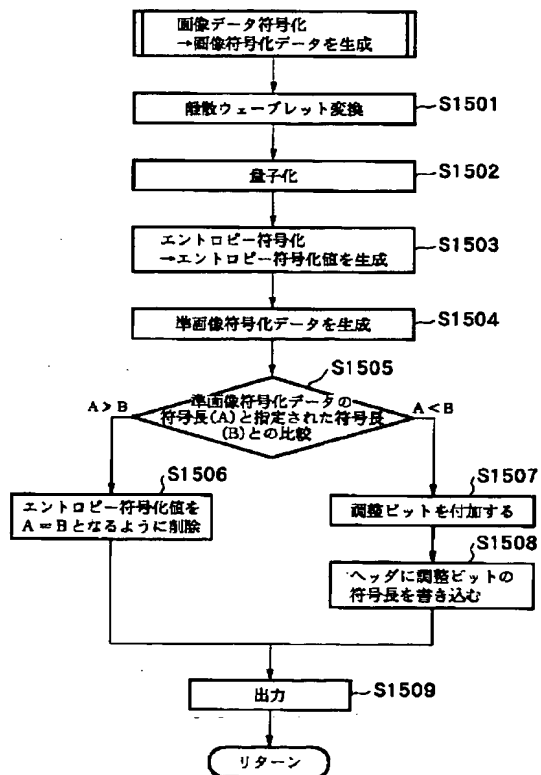 画像データ符号化
→画像符号化データを生成
離散ウェーブレット変換
S1501
量子化
S1502
エントロピー符号化
→エントロピー符号化値を生成
S1503
準画像符号化データを生成
S1504
S1505
準画像符号化データの
符号長(A)と指定された符号長
(B)との比較
A>B
A<B
S1506
エントロピー符号化値を
A=Bとなるように削除
S1507
調整ビットを付加する
S1508
ヘッダに調整ビットの
符号長を書き込む
出力
S1509
リターン